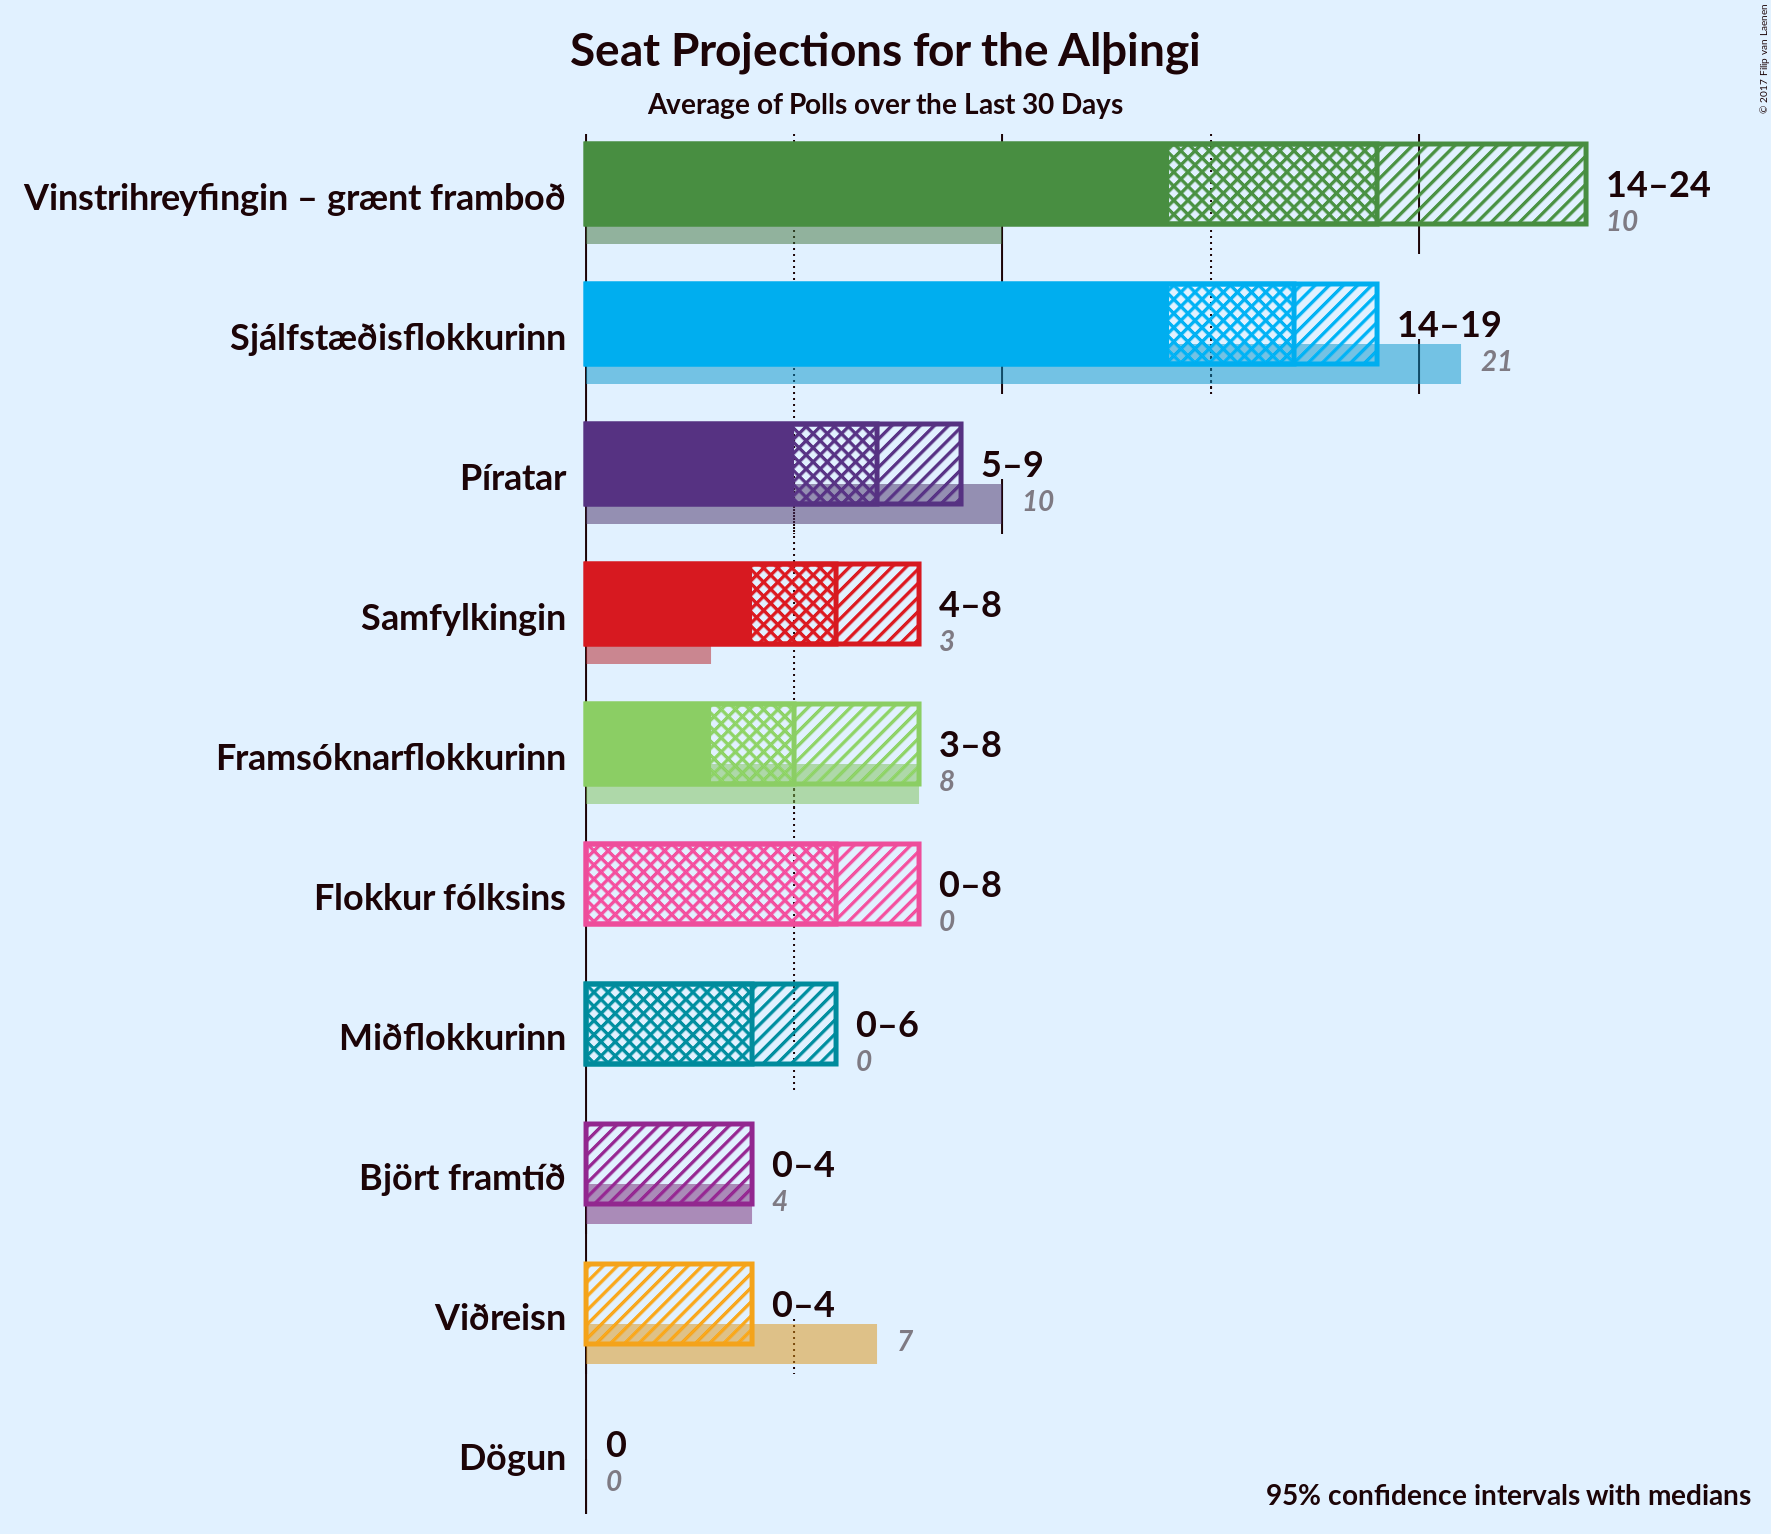 Seat Projections for the Alþingi
Average of Polls over the Last 30 Days
© 2017 Filip van Laenen
Vinstrihreyfingin – grænt framboð
14–24
10
Sjálfstæðisflokkurinn
14–19
21
Píratar
5–9
10
Samfylkingin
4–8
3
Framsóknarflokkurinn
3–8
8
Flokkur fólksins
0–8
0
Miðflokkurinn
0–6
0
Björt framtíð
0–4
4
Viðreisn
0–4
7
Dögun
0
0
95% confidence intervals with medians